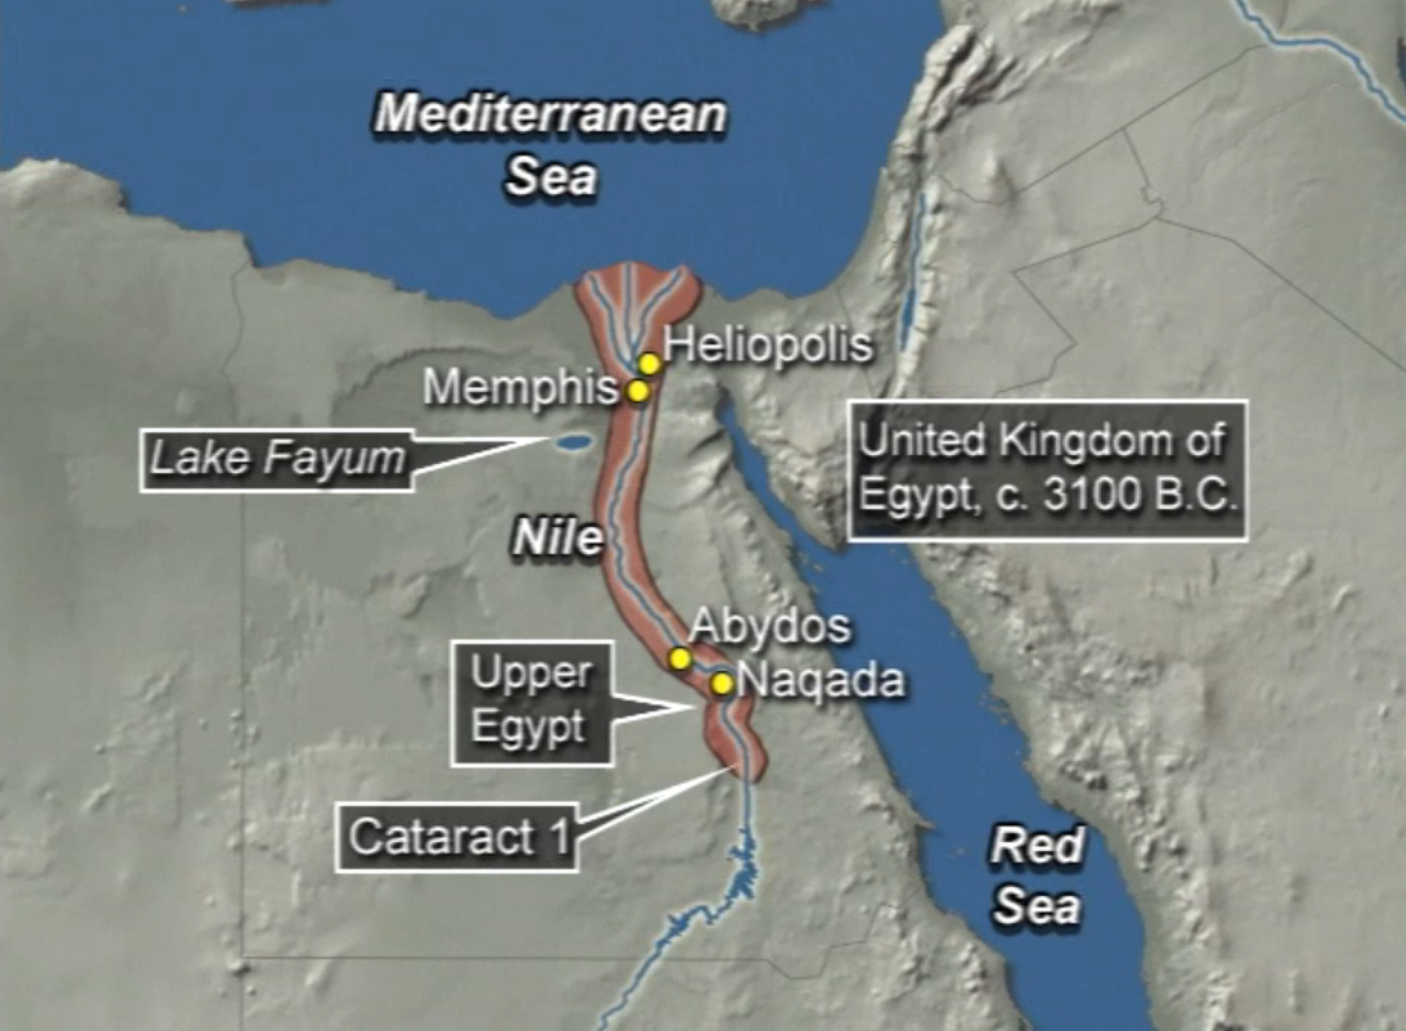 Mediterranean
Sea
Heliopolis
Memphis
Lake Fayum
United Kingdom of
Egypt, c. 3100 B.C.
Nile
Abydos
Naqada
Upper
Egypt
Cataract 1
Red
Sea